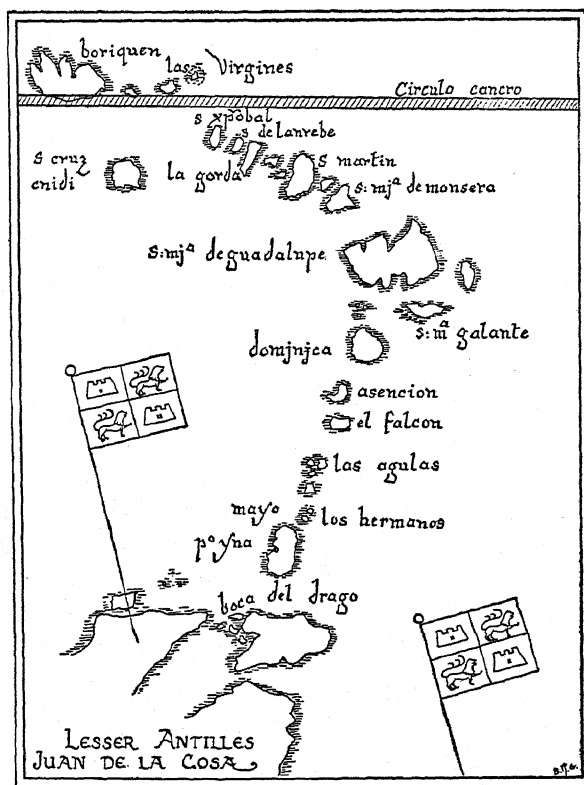 boriquen
las Virgines
Circulo cancro
s xpõbal
s de lanrebe
s cruz
enidi
la gorda
s martin
s: mjª de monsera
s: mjª de guadalupe
s: mª galante
domjnjca
asencion
el falcon
las agulas
mayo
los hermanos
pº yna
boca del drago
LESSER ANTILLES
JUAN DE LA COSA